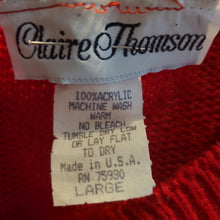 Claire Thomson
100% ACRYLIC
MACHINE WASH
WARM
NO BLEACH
TUMBLE DRY LOW
OR LAY FLAT
TO DRY
Made in U.S.A.
RN 75930
LARGE